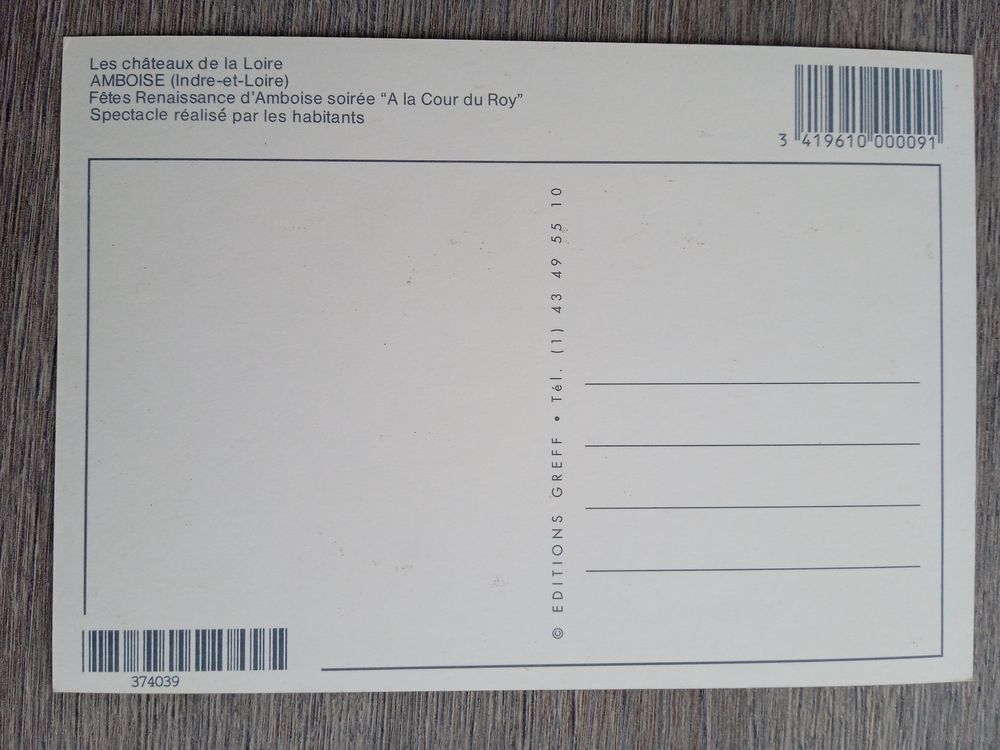 Les châteaux de la Loire
AMBOISE (Indre-et-Loire)
Fêtes Renaissance d'Amboise soirée “A la Cour du Roy”
Spectacle réalisé par les habitants
3 419610 000091
© EDITIONS GREFF • Tél. (1) 43 49 55 10
374039